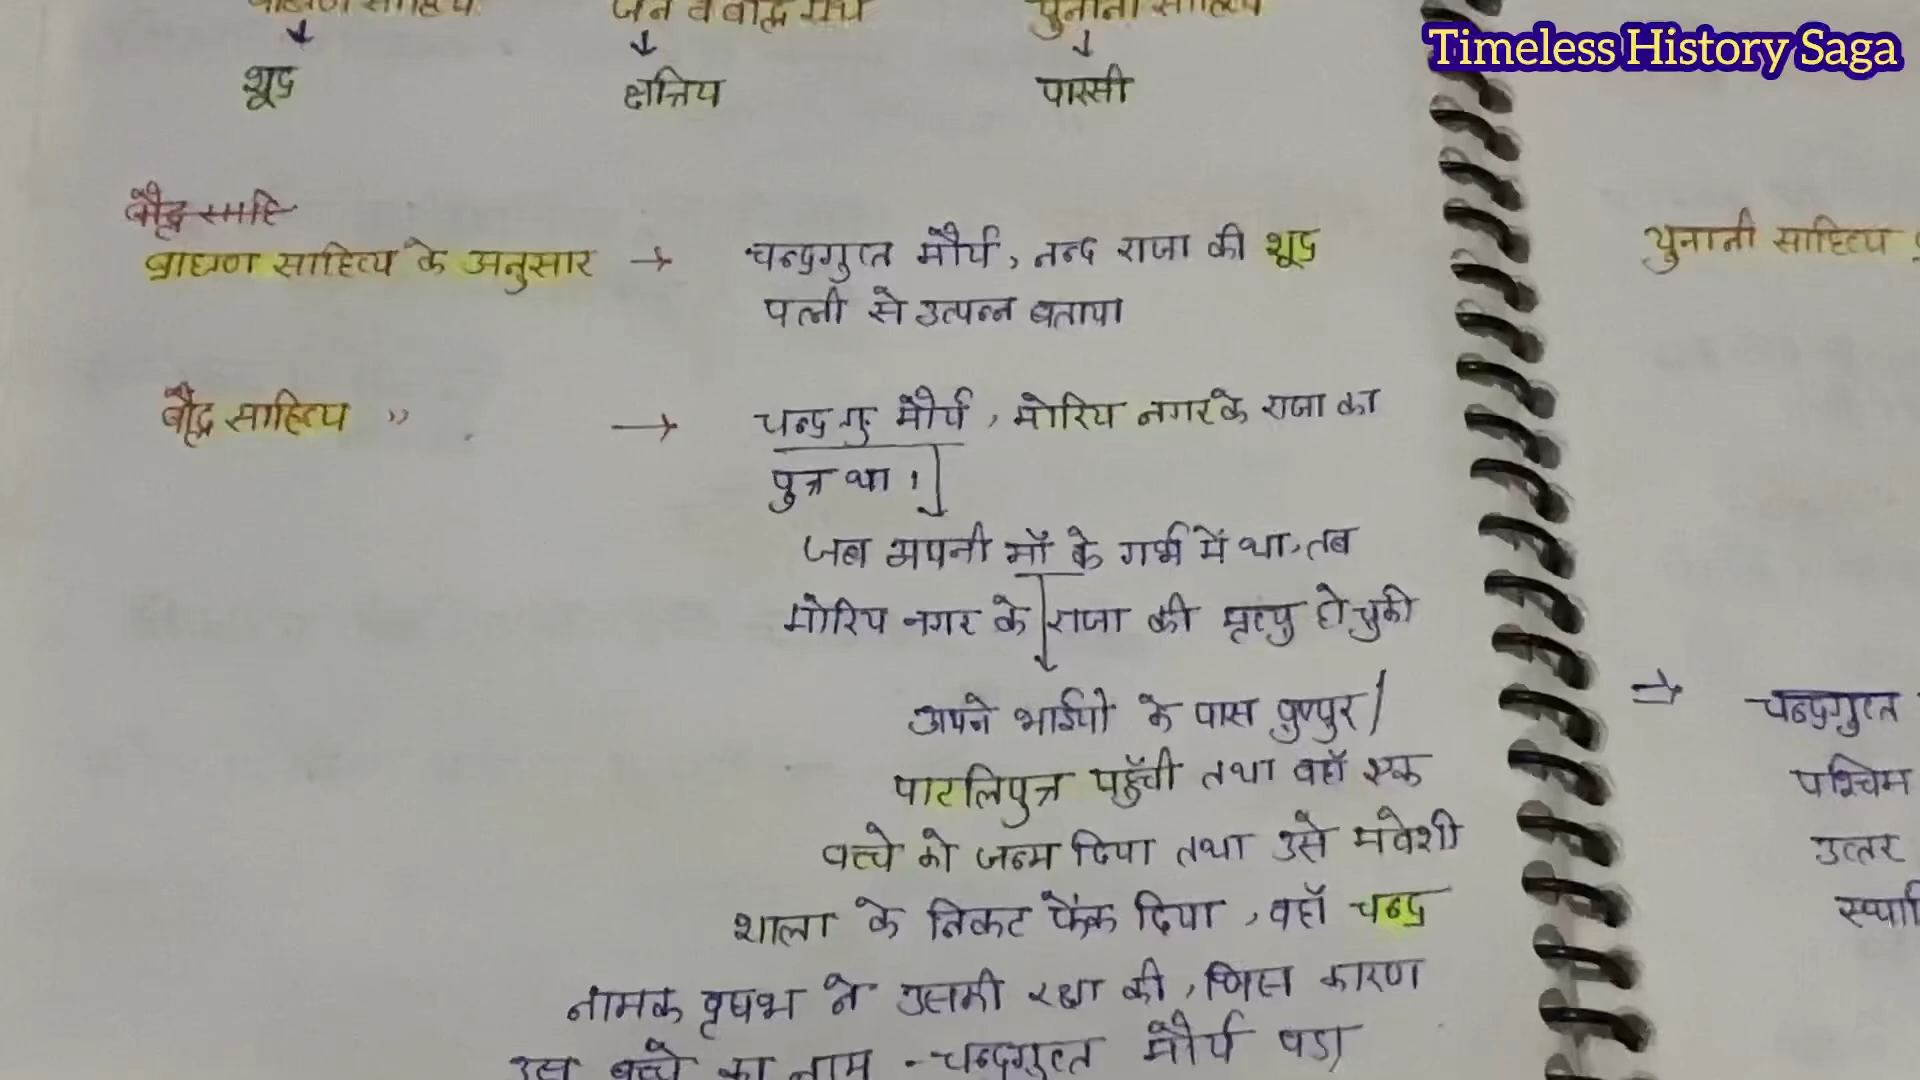 Timeless History Saga
ब्राह्मण साहित्य जैन व बौद्ध ग्रंथ युनानी साहित्य
शूद्र क्षत्रिय पारसी
बौद्ध साहि
ब्राह्मण साहित्य के अनुसार → चन्द्रगुप्त मौर्य, नन्द राजा की शूद्र
पत्नी से उत्पन्न बताया
बौद्ध साहित्य " → चन्द्रगु मौर्य, मोरिय नगर के राजा का
पुत्र था।
जब अपनी माँ के गर्भ में था, तब
मोरिय नगर के राजा की मृत्यु हो चुकी
अपने भाईयो के पास पुष्पुर/
पाटलिपुत्र पहुँची तथा वहाँ एक
बच्चे को जन्म दिया तथा उसे मवेशी
शाला के निकट फेंक दिया, वहाँ चन्द्र
नामक वृषभ ने उसकी रक्षा की, जिस कारण
उस बच्चे का नाम - चन्द्रगुप्त मौर्य पडा
युनानी साहित्य
⇒ चन्द्रगुप्त
पश्चिम
उत्तर